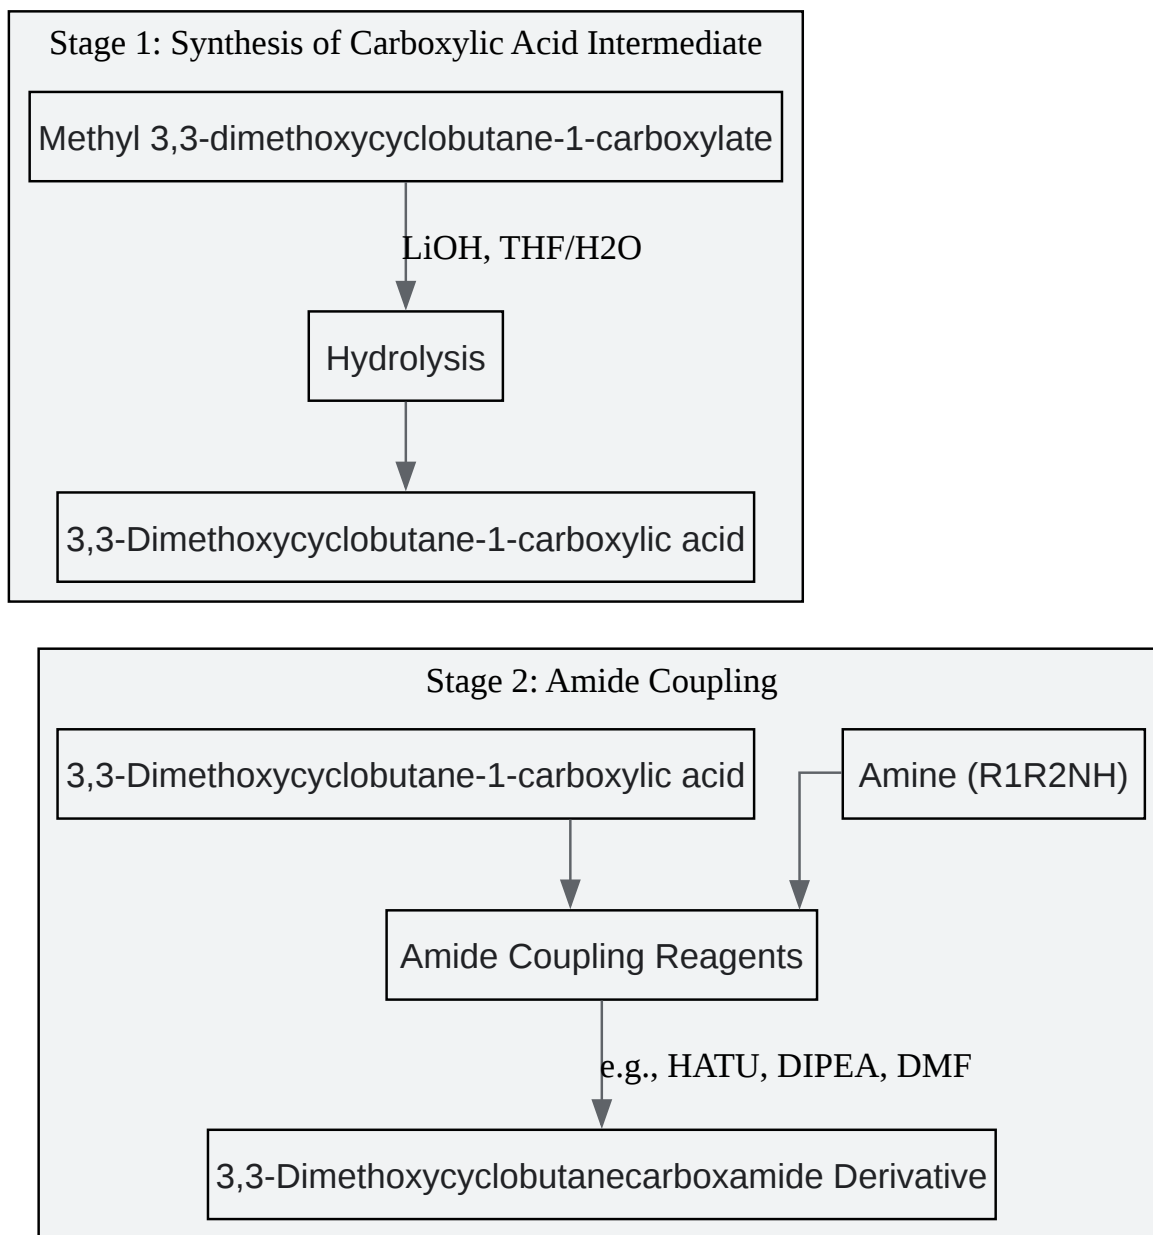 Stage 1: Synthesis of Carboxylic Acid Intermediate
Methyl 3,3-dimethoxycyclobutane-1-carboxylate
LiOH, THF/H2O
Hydrolysis
3,3-Dimethoxycyclobutane-1-carboxylic acid
Stage 2: Amide Coupling
3,3-Dimethoxycyclobutane-1-carboxylic acid
Amine (R1R2NH)
Amide Coupling Reagents
e.g., HATU, DIPEA, DMF
3,3-Dimethoxycyclobutanecarboxamide Derivative